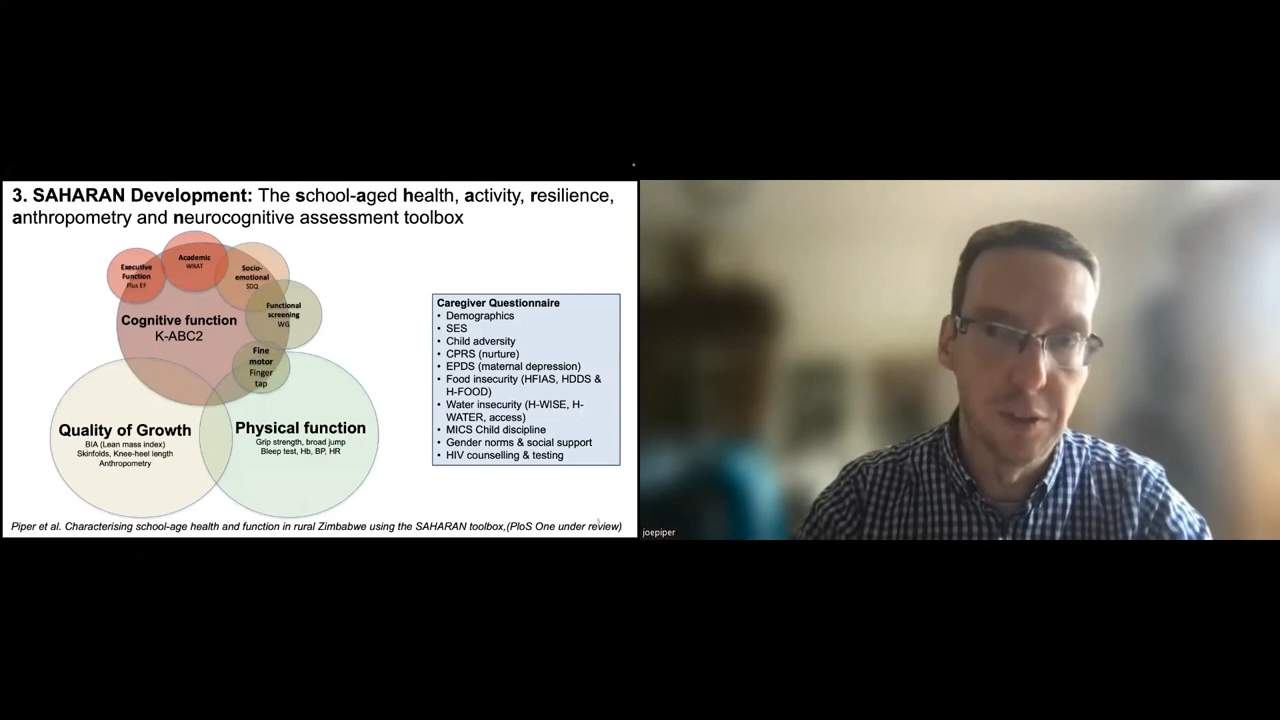 3. SAHARAN Development: The school-aged health, activity, resilience,
anthropometry and neurocognitive assessment toolbox
Executive
Function
Plus EF
Academic
WRAT
Socio-
emotional
SDQ
Functional
screening
WG
Cognitive function
K-ABC2
Fine
motor
Finger
tap
Quality of Growth
BIA (Lean mass index)
Skinfolds, Knee-heel length
Anthropometry
Physical function
Grip strength, broad jump
Bleep test, Hb, BP, HR
Caregiver Questionnaire
• Demographics
• SES
• Child adversity
• CPRS (nurture)
• EPDS (maternal depression)
• Food insecurity (HFIAS, HDDS &
H-FOOD)
• Water insecurity (H-WISE, H-
WATER, access)
• MICS Child discipline
• Gender norms & social support
• HIV counselling & testing
Piper et al. Characterising school-age health and function in rural Zimbabwe using the SAHARAN toolbox,(PloS One under review)
joepiper